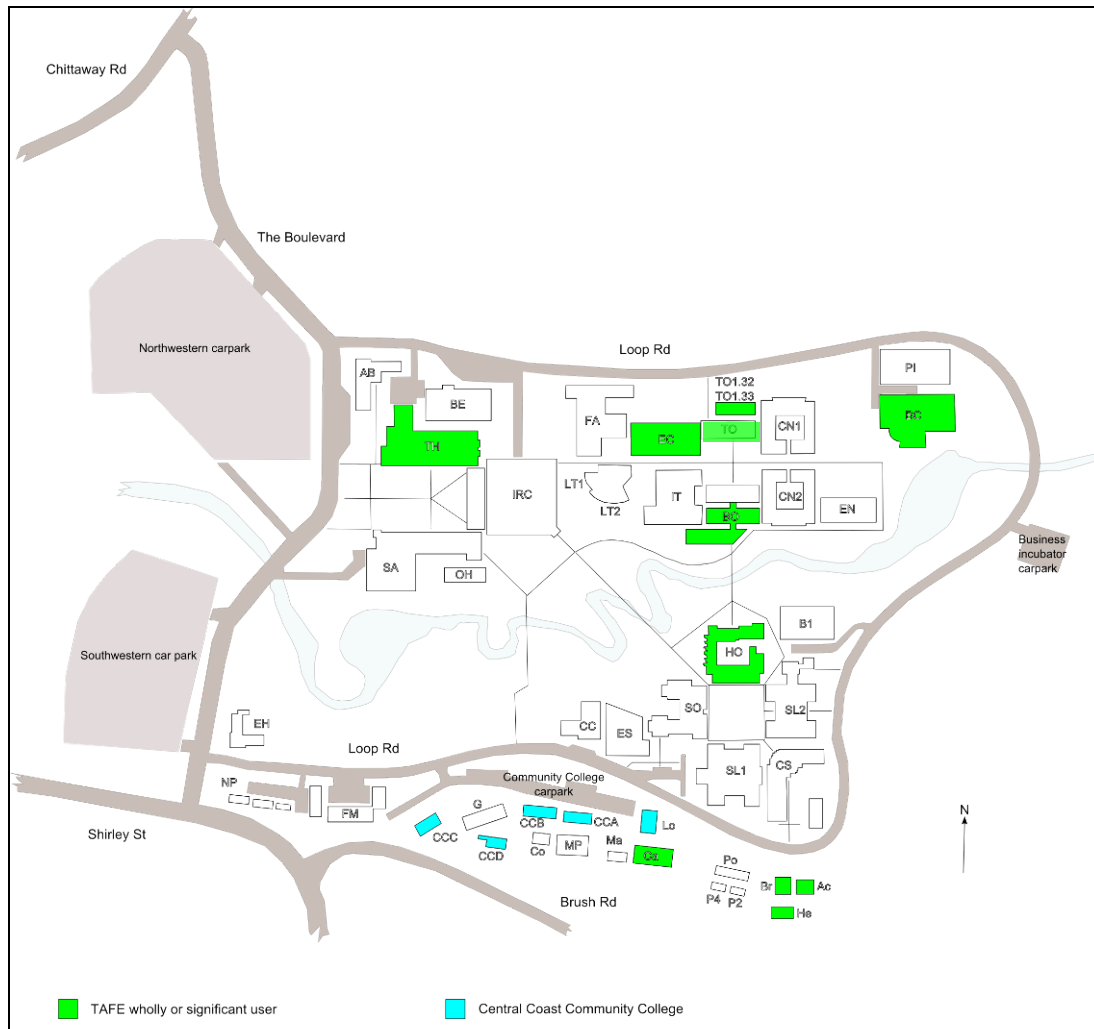 Chittaway Rd
The Boulevard
Northwestern carpark
Loop Rd
PI
AB
TO1.32
TO1.33
BE
FA
TO
CN1
TH
LT1
IRC
LT2
IT
CN2
EN
BC
Business
incubator
carpark
SA
OH
B1
HO
Southwestern car park
SO
SL2
EH
CC
ES
Loop Rd
SL1
CS
NP
Community College
carpark
G
FM
CCB
CCA
Lo
N
Shirley St
CCC
CCD
Co
MP
Ma
Po
Br
Ac
P4
P2
Brush Rd
He
TAFE wholly or significant user
Central Coast Community College